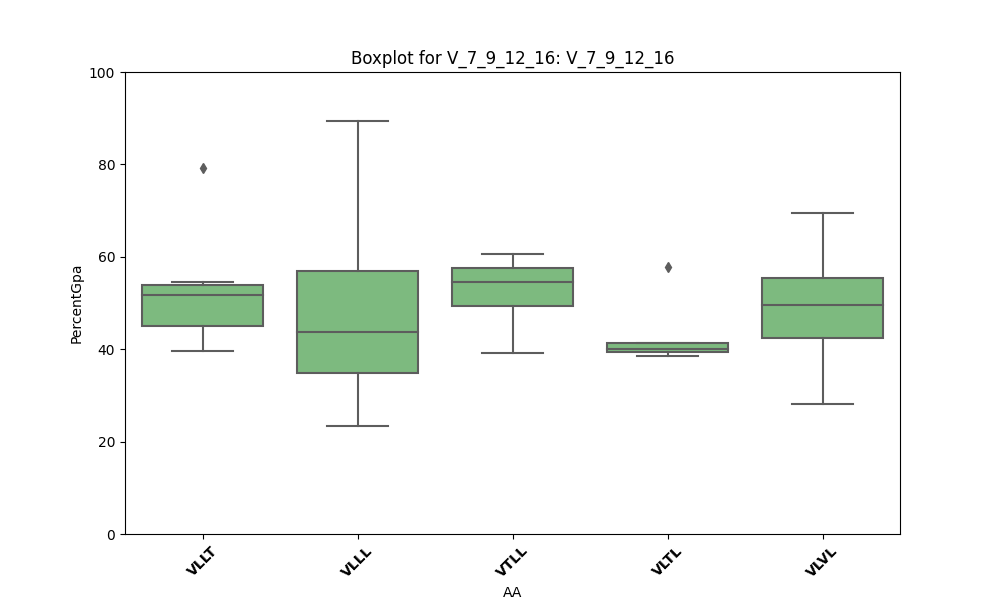 Boxplot for V_7_9_12_16: V_7_9_12_16
100
80
60
40
20
0
PercentGpa
VLLT
VLLL
VTLL
VLTL
VLVL
AA